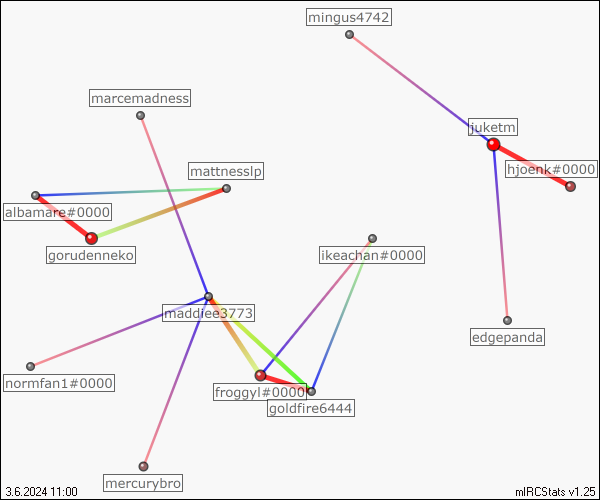 mingus4742
marcemadness
juketm
mattnesslp
hjoenk#0000
albamare#0000
gorudenneko
ikeachan#0000
maddiee3773
edgepanda
normfan1#0000
froggyl#0000
goldfire6444
mercurybro
3.6.2024 11:00
mIRCStats v1.25